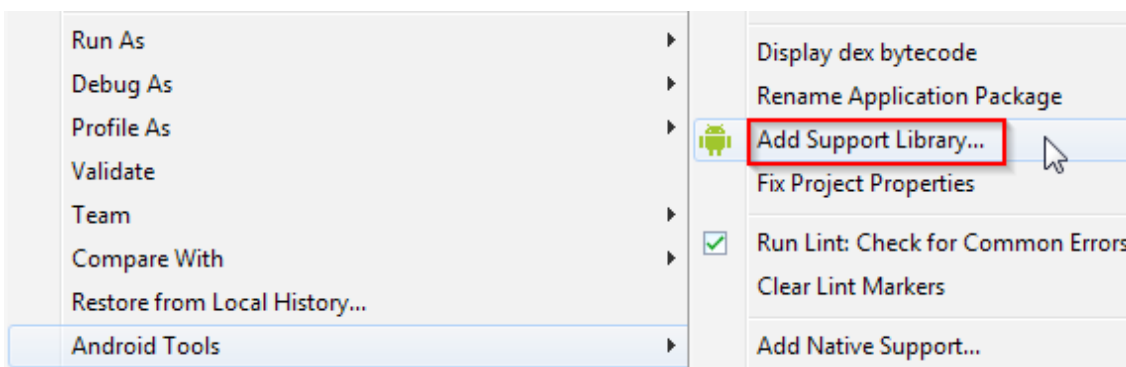 Run As
Debug As
Profile As
Validate
Team
Compare With
Restore from Local History...
Android Tools
Display dex bytecode
Rename Application Package
Add Support Library...
Fix Project Properties
Run Lint: Check for Common Errors
Clear Lint Markers
Add Native Support...